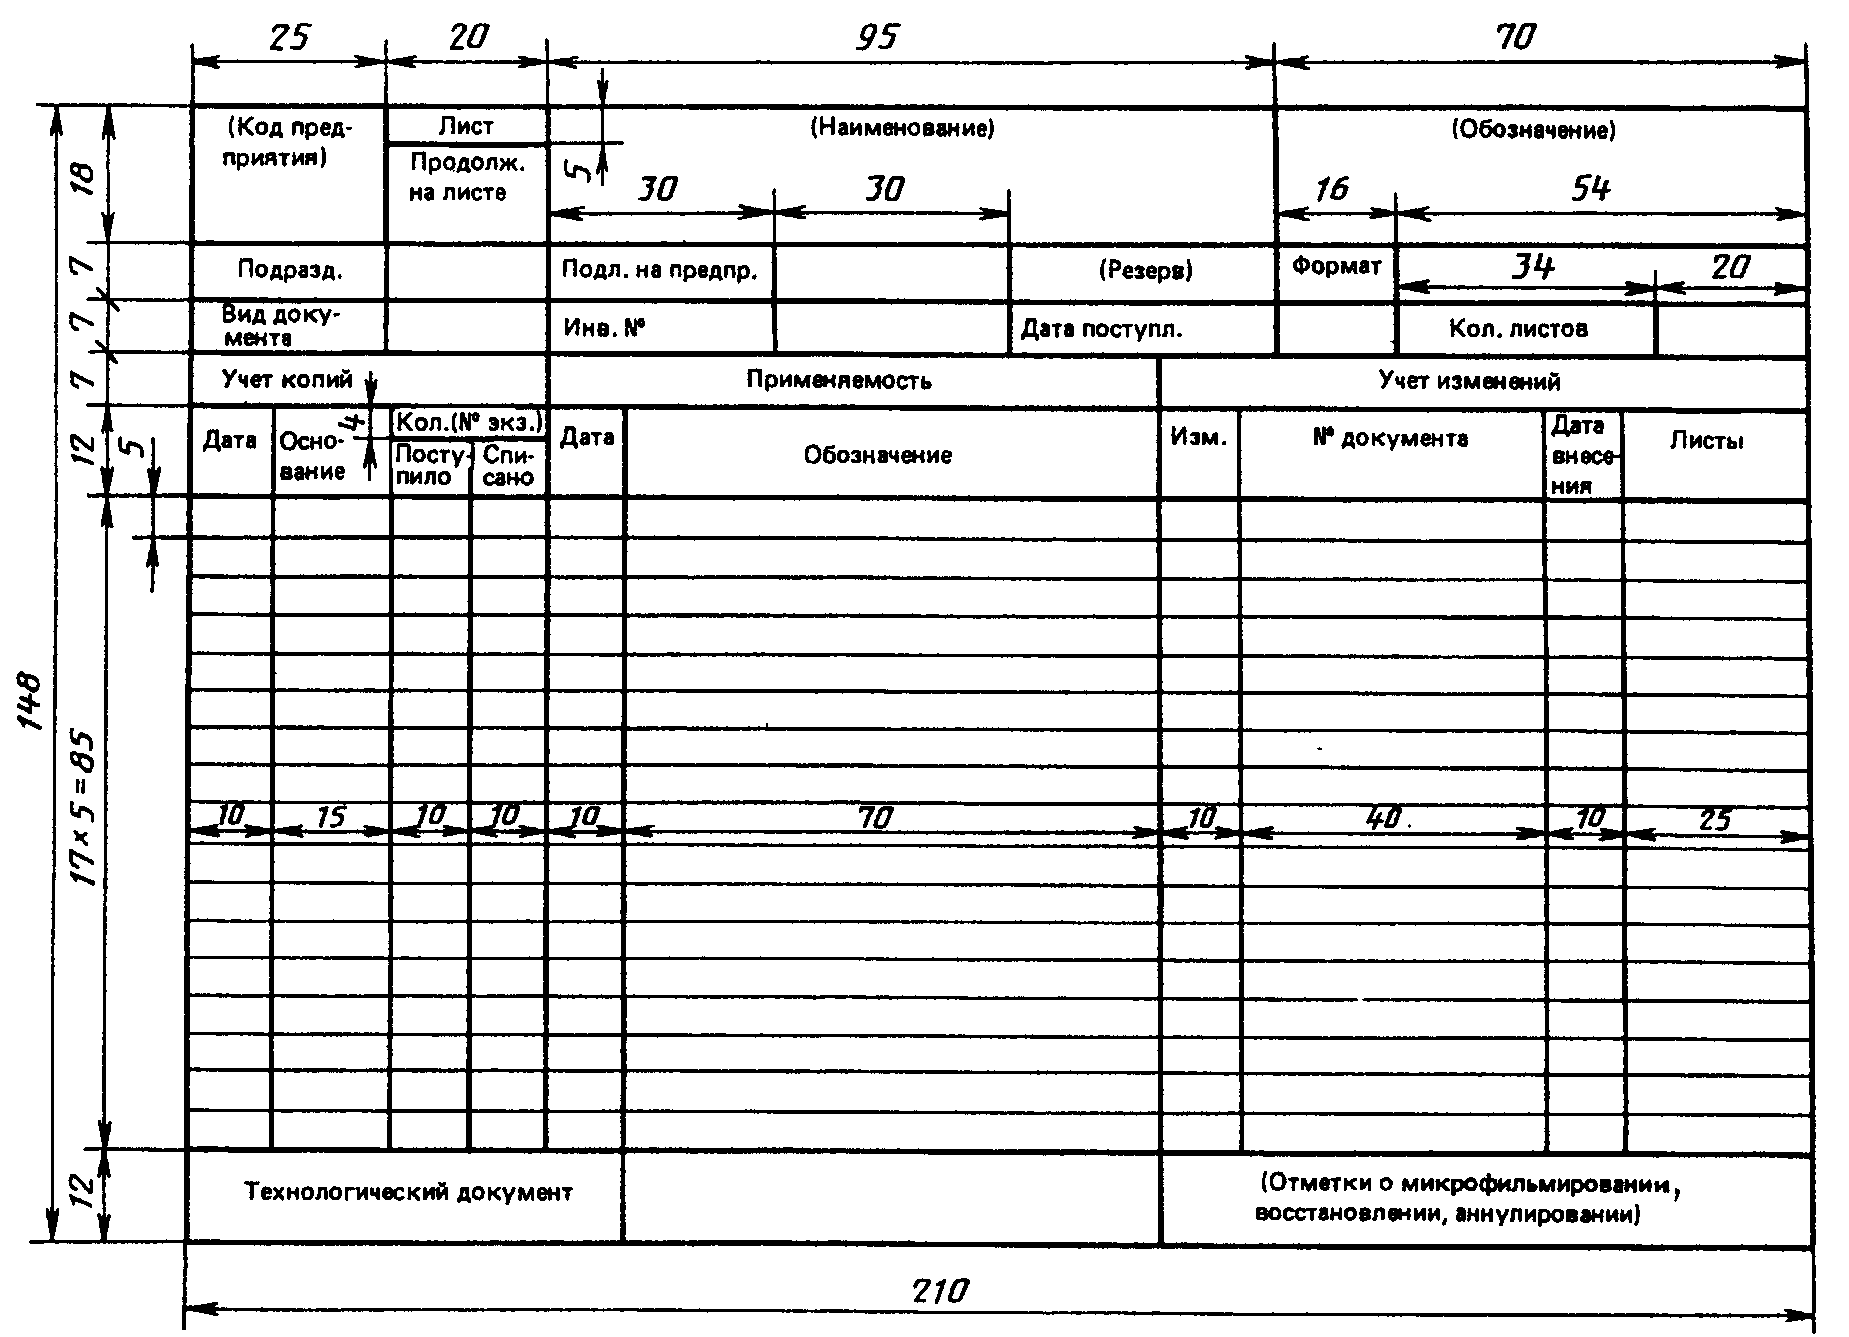 25 20 95 70
(Код пред-
приятия)
Лист
Продолж.
на листе
5
(Наименование)
(Обозначение)
18
30 30 16 54
7
Подразд.
Подл. на предпр.
(Резерв)
Формат
34 20
7
Вид доку-
мента
Инв. №
Дата поступл.
Кол. листов
7
Учет копий
Применяемость
Учет изменений
12
5
4
Дата
Осно-
вание
Кол.(№ экз.)
Посту-
пило
Спи-
сано
Дата
Обозначение
Изм.
№ документа
Дата
внесе-
ния
Листы
148
17×5=85
10 15 10 10 10 70 10 40 10 25
12
Технологический документ
(Отметки о микрофильмировании,
восстановлении, аннулировании)
210